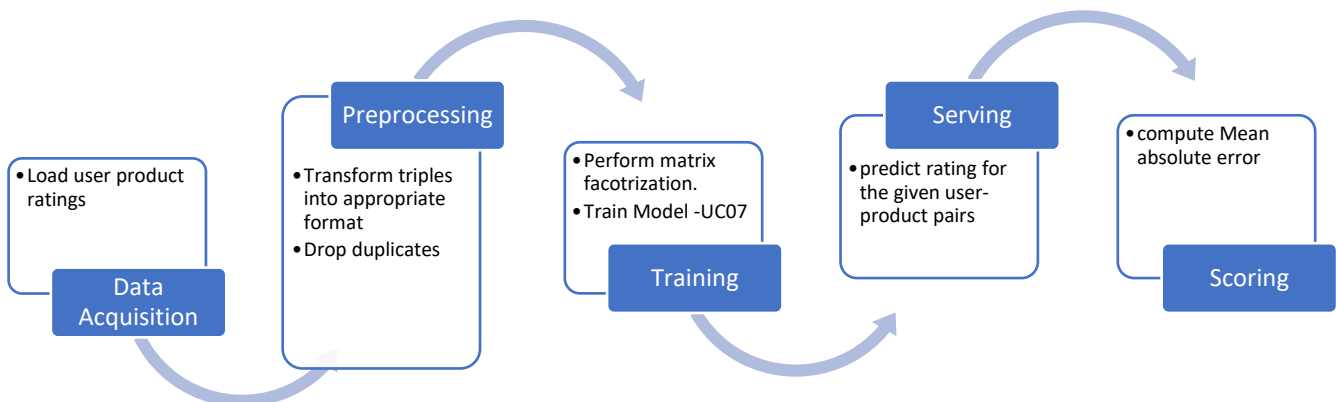 •Load user product
ratings
Data
Acquisition
Preprocessing
•Transform triples
into appropriate
format
•Drop duplicates
•Perform matrix
facotrization.
•Train Model -UC07
Training
Serving
•predict rating for
the given user-
product pairs
•compute Mean
absolute error
Scoring